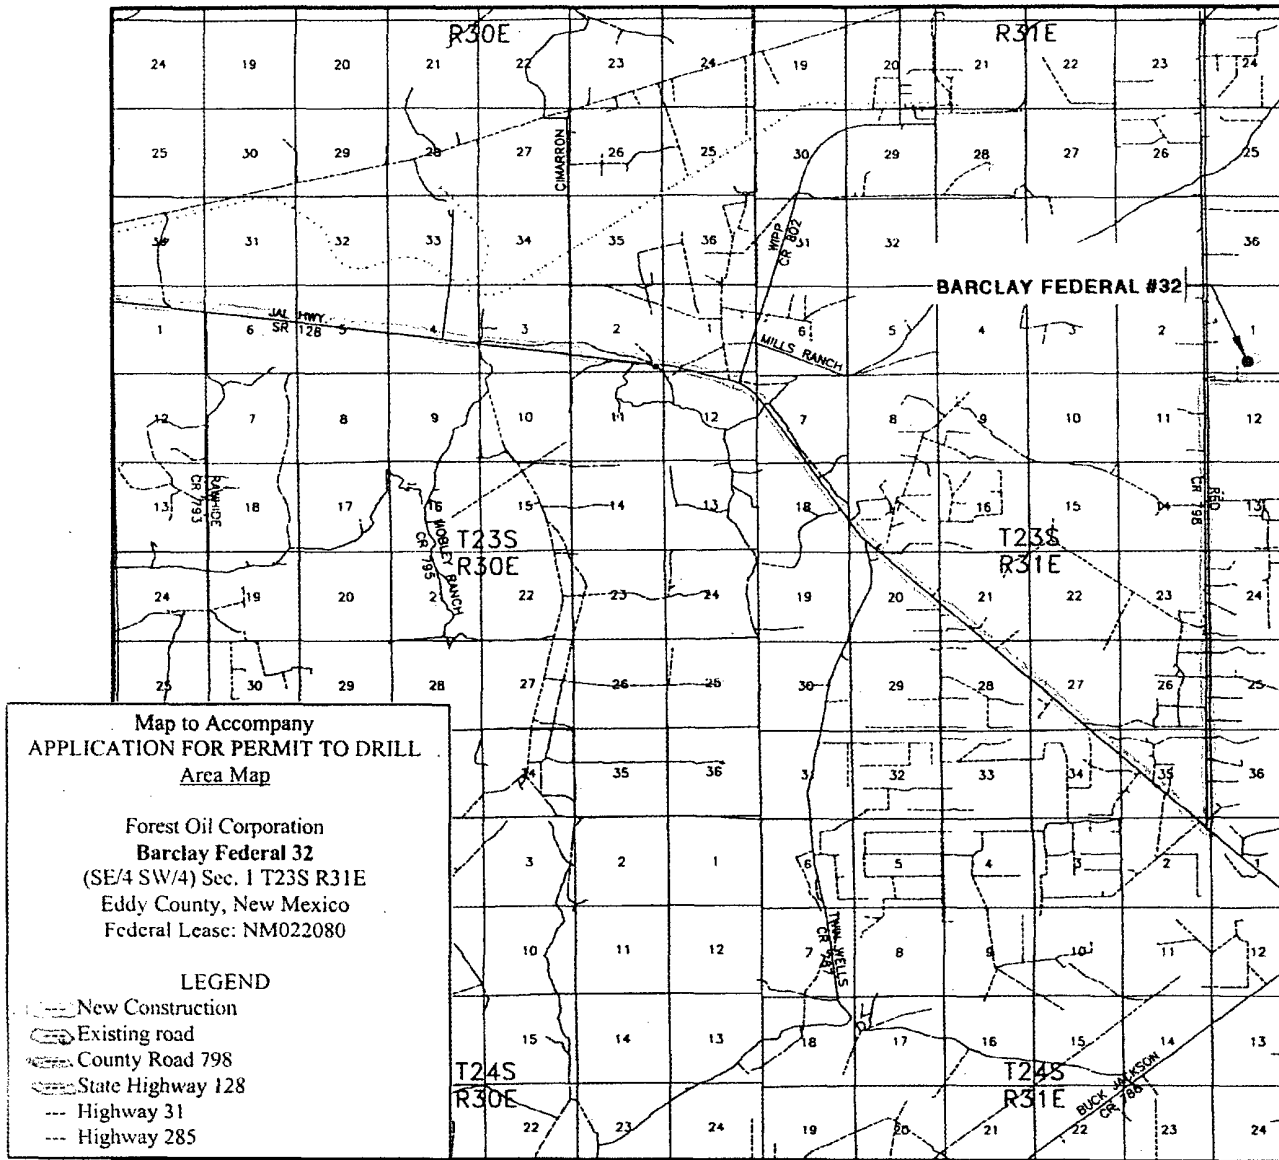 R30E R31E
24 19 20 21 22 23 24 19 20 21 22 23 24
25 30 29 28 27 CIMARRON 26 25 30 29 28 27 26 25
36 31 32 33 34 35 36 WIPP CR 802 31 32 36
BARCLAY FEDERAL #32
1 6 JAL HWY SR 128 5 4 3 2 1 6 5 4 3 2 1
MILLS RANCH
12 7 8 9 10 11 12 7 8 9 10 11 12
13 RAWHIDE CR 793 18 17 16 15 14 13 18 17 16 15 14 RED CR 798 13
MOBLEY RANCH CR 795
T23S T23S
R30E R31E
24 19 20 21 22 23 24 19 20 21 22 23 24
25 30 29 28 27 26 25 30 29 28 27 26 25
34 35 36 31 32 33 34 35 36
3 2 1 6 5 4 3 2 1
10 11 12 7 TWIN WELLS CR 787 8 9 10 11 12
15 14 13 18 17 16 15 14 13
T24S T24S
R30E R31E
BUCK JACKSON
CR 786
22 23 24 19 20 21 22 23 24
Map to Accompany
APPLICATION FOR PERMIT TO DRILL
Area Map
Forest Oil Corporation
Barclay Federal 32
(SE/4 SW/4) Sec. 1 T23S R31E
Eddy County, New Mexico
Federal Lease: NM022080
LEGEND
New Construction
Existing road
County Road 798
State Highway 128
Highway 31
Highway 285